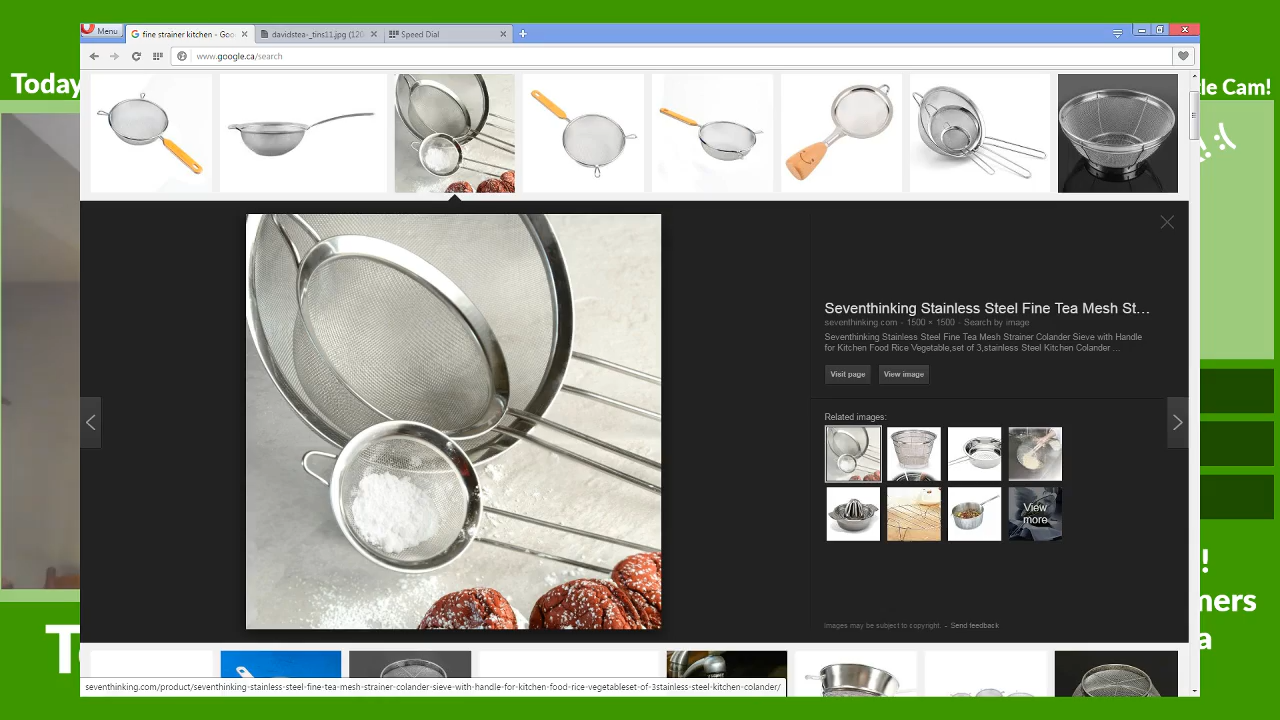 Menu
fine strainer kitchen - Goo
davidstea-_tins11.jpg (120
Speed Dial
www.google.ca/search
Today
le Cam!
Seventhinking Stainless Steel Fine Tea Mesh St...
seventhinking.com - 1500 × 1500 - Search by image
Seventhinking Stainless Steel Fine Tea Mesh Strainer Colander Sieve with Handle
for Kitchen Food Rice Vegetable,set of 3,stainless Steel Kitchen Colander ...
Visit page
View image
Related images:
View
more
Images may be subject to copyright. - Send feedback
!
mers
a
T
seventhinking.com/product/seventhinking-stainless-steel-fine-tea-mesh-strainer-colander-sieve-with-handle-for-kitchen-food-rice-vegetableset-of-3stainless-steel-kitchen-colander/